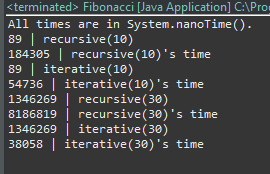 <terminated> Fibonacci [Java Application] C:\Proc
All times are in System.nanoTime().
89 | recursive(10)
184305 | recursive(10)'s time
89 | iterative(10)
54736 | iterative(10)'s time
1346269 | recursive(30)
8186819 | recursive(30)'s time
1346269 | iterative(30)
38058 | iterative(30)'s time